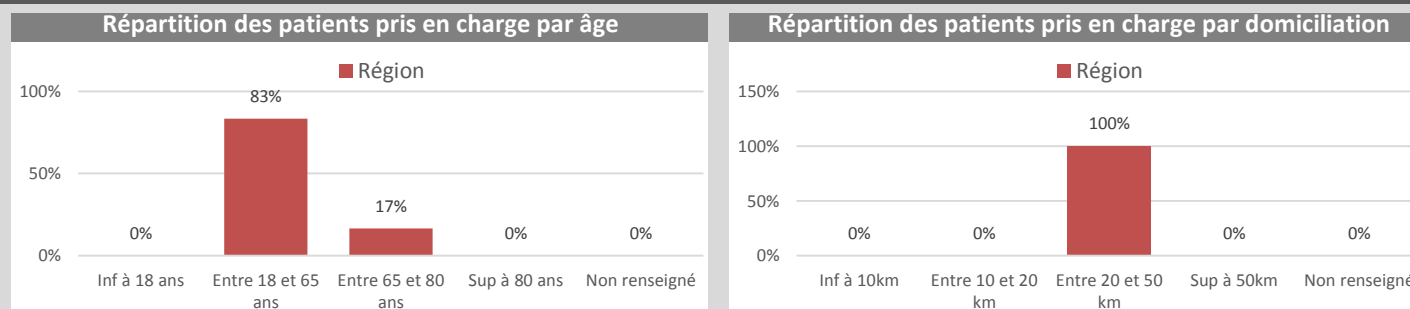 Répartition des patients pris en charge par âge
Région
100%
50%
0%
0%
83%
17%
0%
0%
Inf à 18 ans
Entre 18 et 65
ans
Entre 65 et 80
ans
Sup à 80 ans
Non renseigné
Répartition des patients pris en charge par domiciliation
Région
150%
100%
50%
0%
0%
0%
100%
0%
0%
Inf à 10km
Entre 10 et 20
km
Entre 20 et 50
km
Sup à 50km
Non renseigné